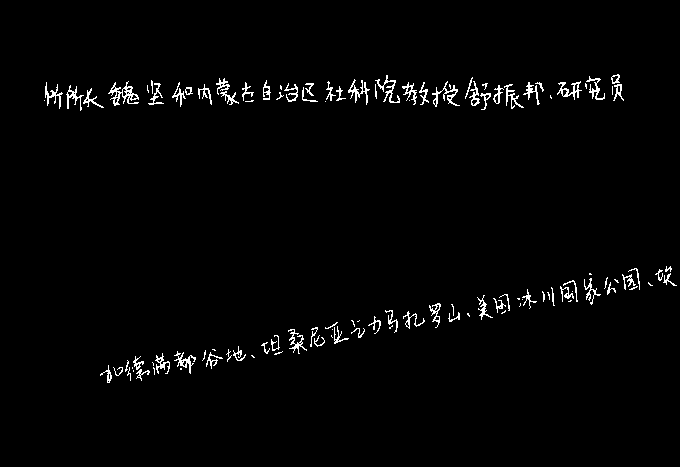 所所长魏坚和内蒙古自治区社科院教授舒振邦、研究员
加德满都谷地、坦桑尼亚乞力马扎罗山、美国冰川国家公园、坎